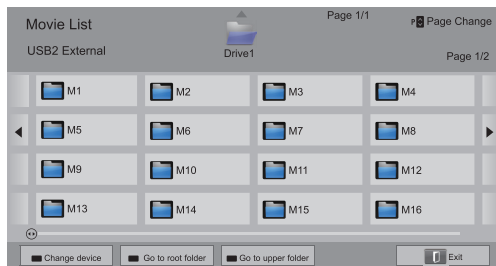 Movie List
Page 1/1
P Page Change
USB2 External
Drive1
Page 1/2
M1
M2
M3
M4
M5
M6
M7
M8
M9
M10
M11
M12
M13
M14
M15
M16
Change device
Go to root folder
Go to upper folder
Exit